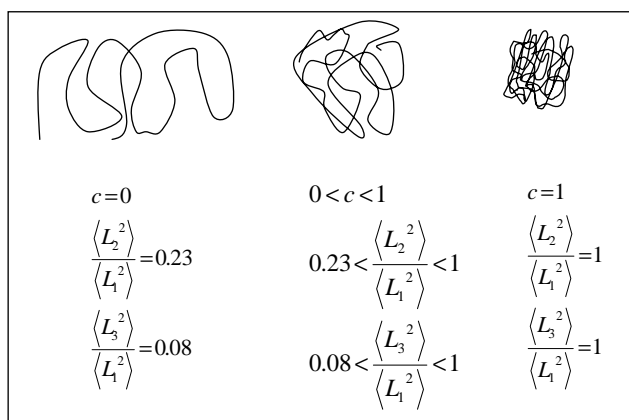 c=0
0<c<1
c=1
⟨L₂²⟩/⟨L₁²⟩=0.23
0.23<⟨L₂²⟩/⟨L₁²⟩<1
⟨L₂²⟩/⟨L₁²⟩=1
⟨L₃²⟩/⟨L₁²⟩=0.08
0.08<⟨L₃²⟩/⟨L₁²⟩<1
⟨L₃²⟩/⟨L₁²⟩=1